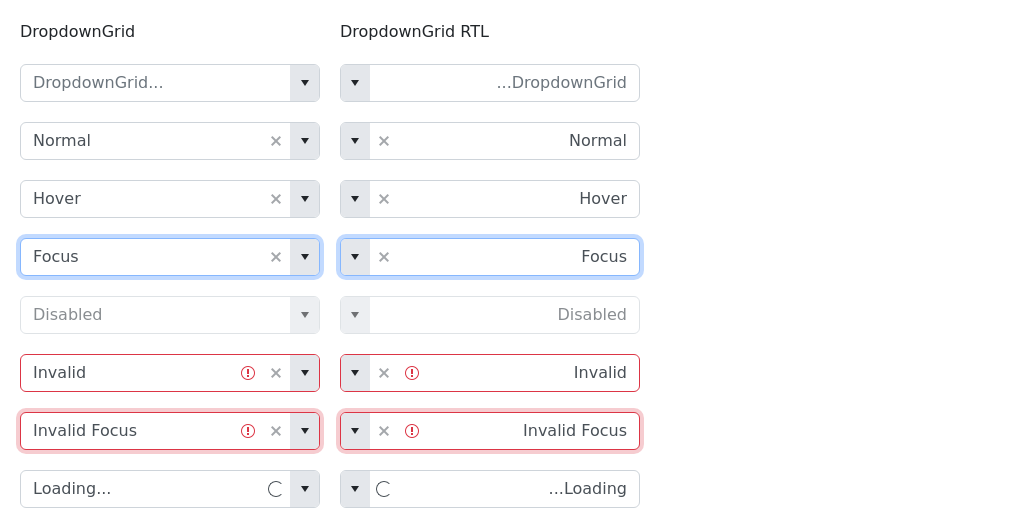 DropdownGrid
DropdownGrid RTL
DropdownGrid...
...DropdownGrid
Normal
Normal
Hover
Hover
Focus
Focus
Disabled
Disabled
Invalid
Invalid
Invalid Focus
Invalid Focus
Loading...
...Loading